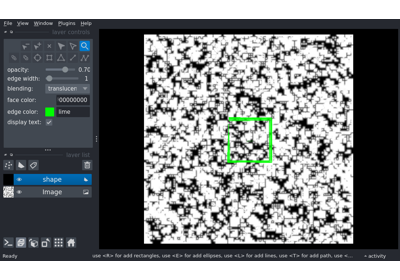 File View Window Plugins Help
layer controls
opacity: 0.70
edge width: 1
blending: translucen
face color: 00000000
edge color: lime
display text:
layer list
shape
Image
Ready
use <R> for add rectangles, use <E> for add ellipses, use <L> for add lines, use <T> for add path, use <...
activity